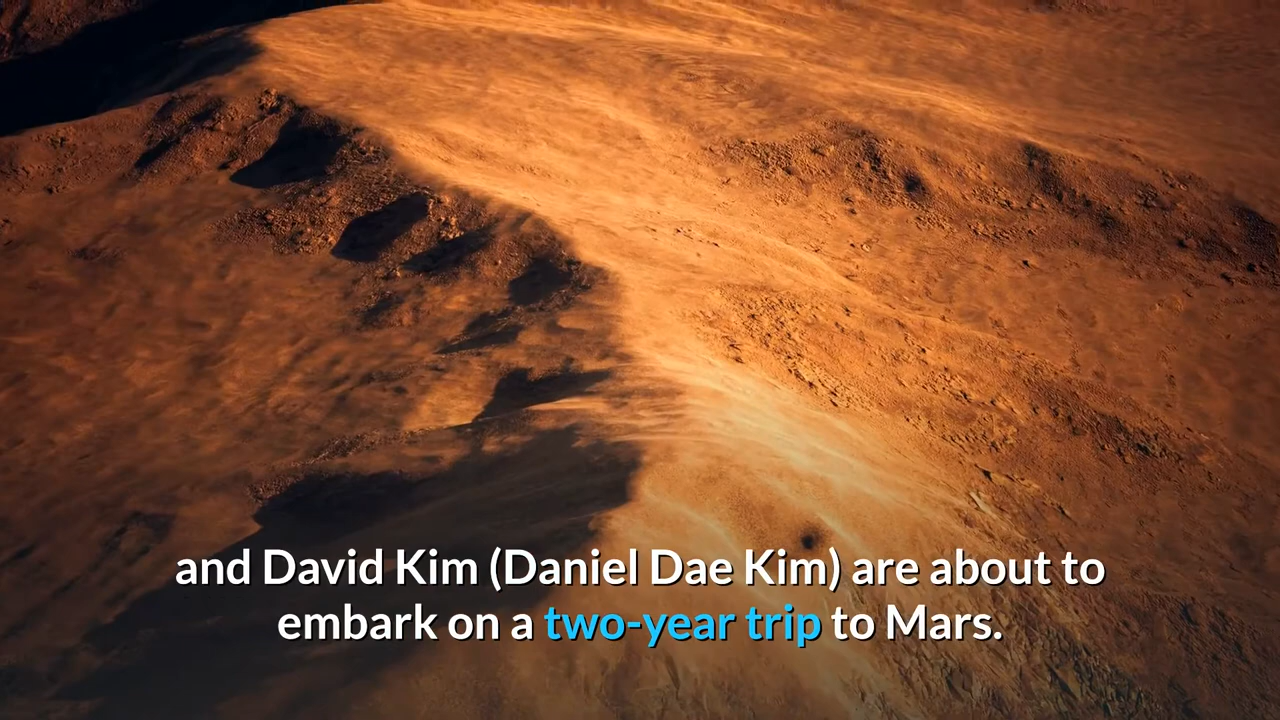 and David Kim (Daniel Dae Kim) are about to
embark on a two-year trip to Mars.